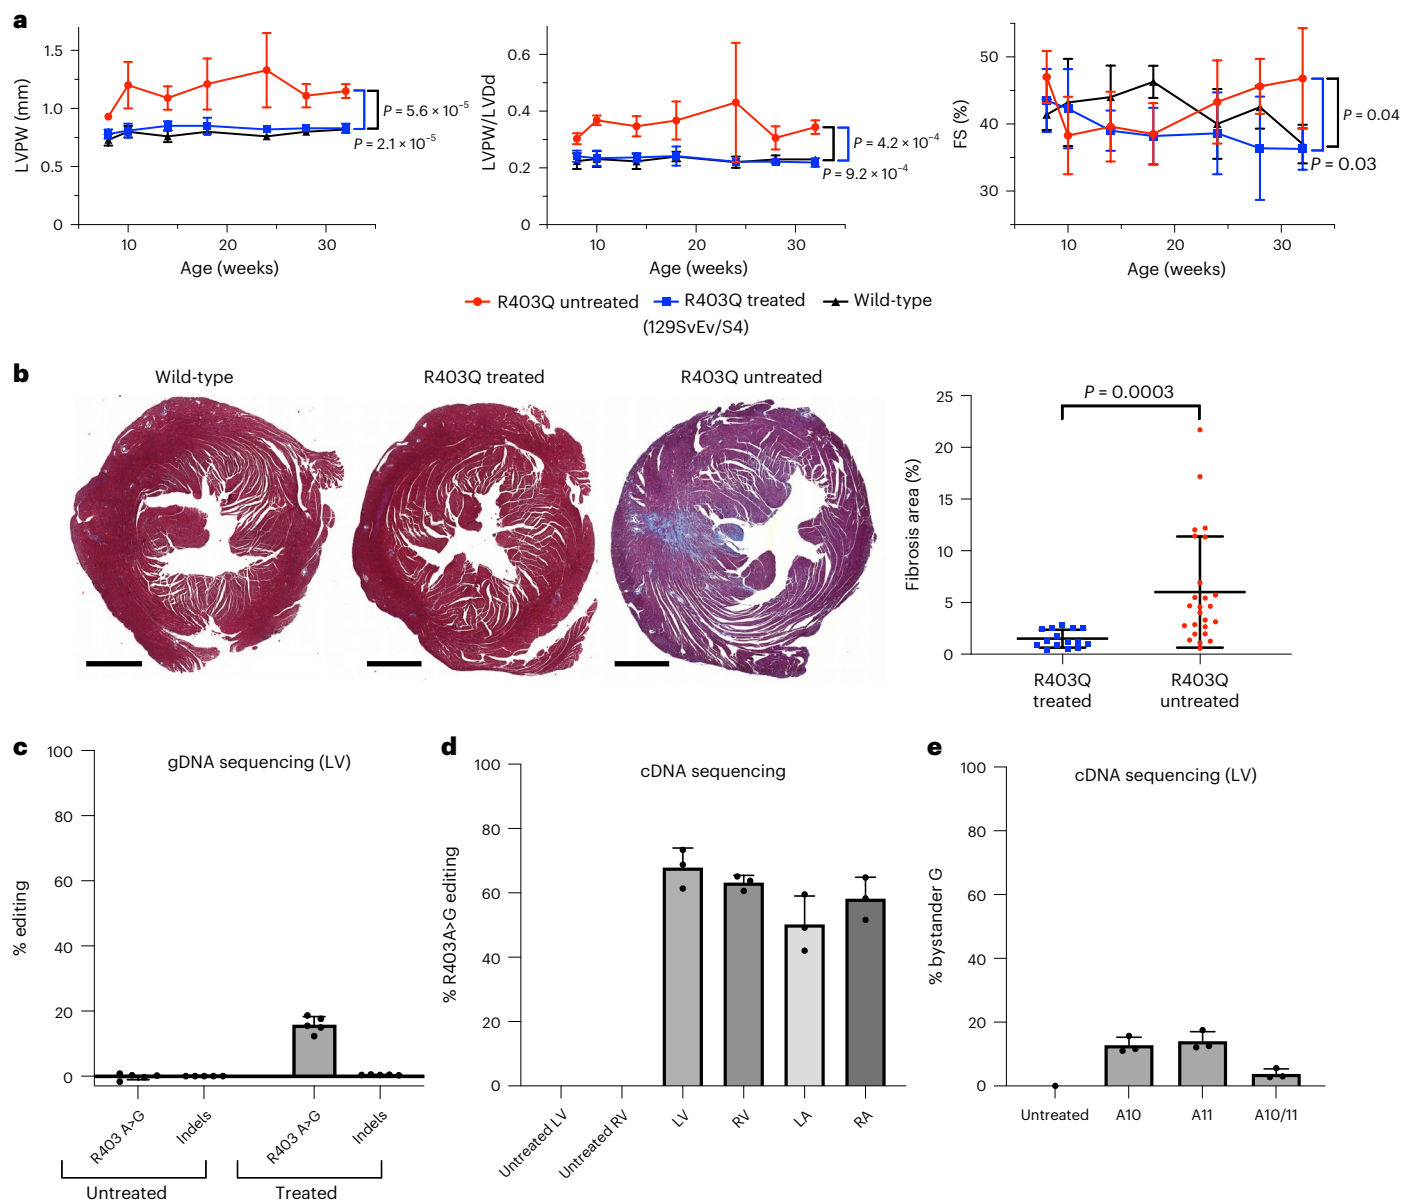 a
LVPW (mm)
1.5
1.0
0.5
0
10 20 30
Age (weeks)
P = 5.6 × 10⁻⁵
P = 2.1 × 10⁻⁵
LVPW/LVDd
0.6
0.4
0.2
0
10 20 30
Age (weeks)
P = 4.2 × 10⁻⁴
P = 9.2 × 10⁻⁴
FS (%)
50
40
30
10 20 30
Age (weeks)
P = 0.04
P = 0.03
R403Q untreated R403Q treated Wild-type
(129SvEv/S4)
b
Wild-type R403Q treated R403Q untreated
Fibrosis area (%)
25
20
15
10
5
0
P = 0.0003
R403Q treated
R403Q untreated
c
gDNA sequencing (LV)
% editing
100
80
60
40
20
0
R403 A>G Indels R403 A>G Indels
Untreated Treated
d
cDNA sequencing
% R403A>G editing
100
80
60
40
20
0
Untreated LV Untreated RV LV RV LA RA
e
cDNA sequencing (LV)
% bystander G
100
80
60
40
20
0
Untreated A10 A11 A10/11